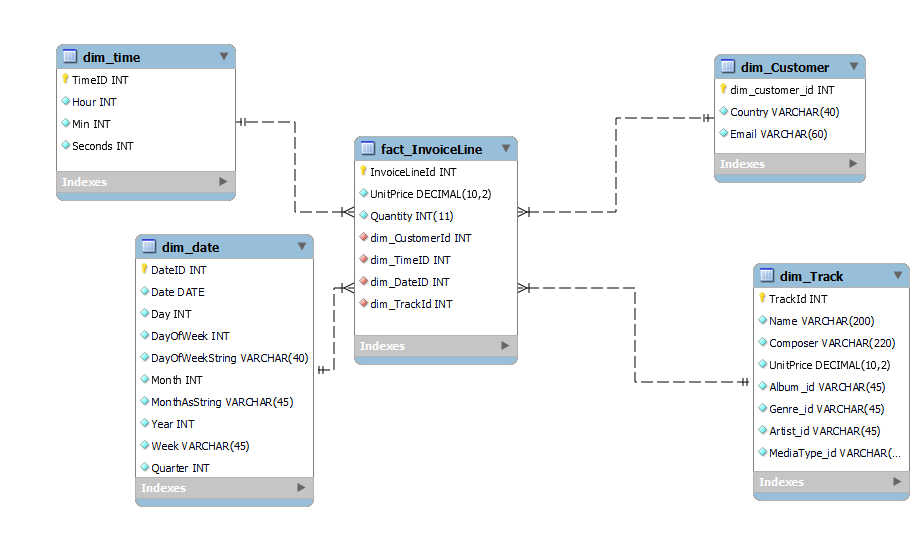 dim_time
TimeID INT
Hour INT
Min INT
Seconds INT
Indexes
dim_Customer
dim_customer_id INT
Country VARCHAR(40)
Email VARCHAR(60)
Indexes
fact_InvoiceLine
InvoiceLineId INT
UnitPrice DECIMAL(10,2)
Quantity INT(11)
dim_CustomerId INT
dim_TimeID INT
dim_DateID INT
dim_TrackId INT
Indexes
dim_date
DateID INT
Date DATE
Day INT
DayOfWeek INT
DayOfWeekString VARCHAR(40)
Month INT
MonthAsString VARCHAR(45)
Year INT
Week VARCHAR(45)
Quarter INT
Indexes
dim_Track
TrackId INT
Name VARCHAR(200)
Composer VARCHAR(220)
UnitPrice DECIMAL(10,2)
Album_id VARCHAR(45)
Genre_id VARCHAR(45)
Artist_id VARCHAR(45)
MediaType_id VARCHAR(...
Indexes